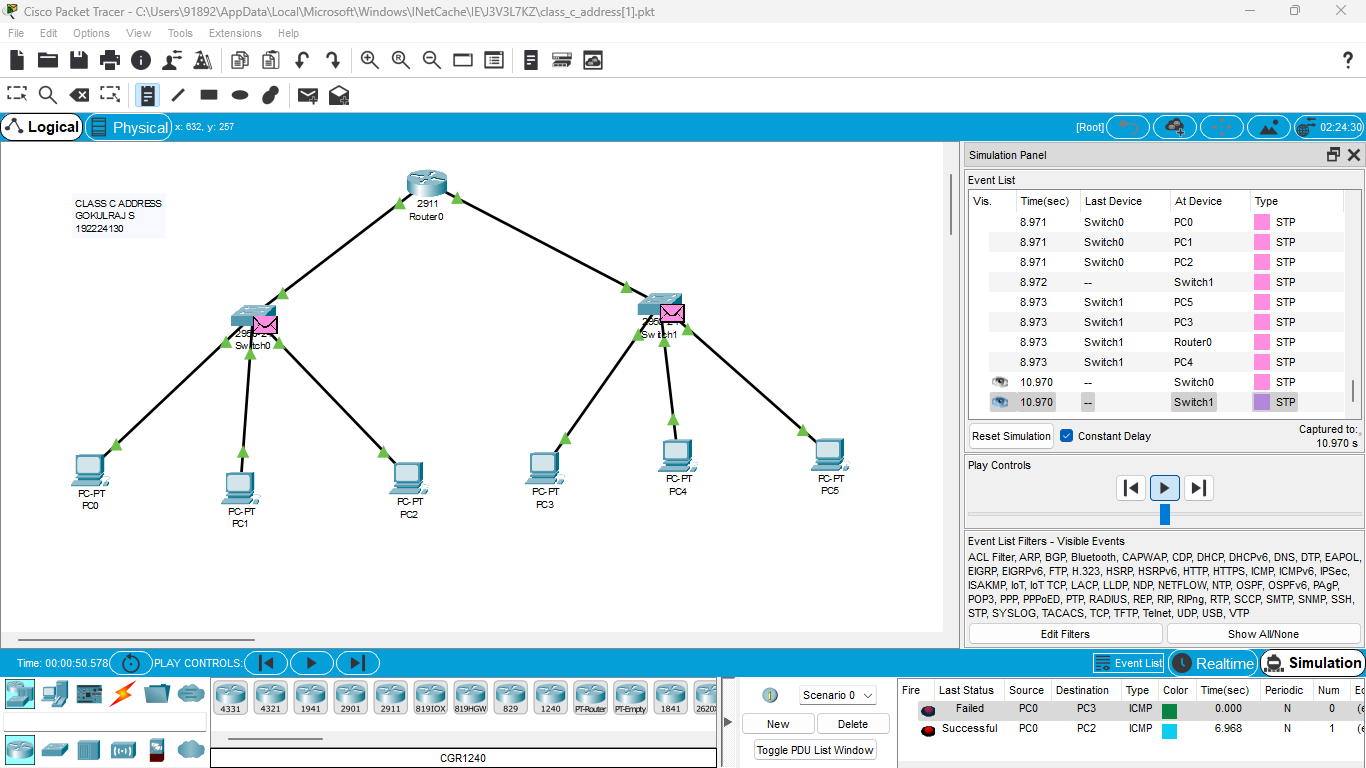 Cisco Packet Tracer - C:\Users\91892\AppData\Local\Microsoft\Windows\INetCache\IE\J3V3L7KZ\class_c_address[1].pkt
File Edit Options View Tools Extensions Help
Logical Physical x: 632, y: 257 [Root] 02:24:30
CLASS C ADDRESS
GOKULRAJ S
192224130
2911
Router0
Switch0
Switch1
PC-PT
PC0
PC-PT
PC1
PC-PT
PC2
PC-PT
PC3
PC-PT
PC4
PC-PT
PC5
Simulation Panel
Event List
Vis. Time(sec) Last Device At Device Type
8.971 Switch0 PC0 STP
8.971 Switch0 PC1 STP
8.971 Switch0 PC2 STP
8.972 -- Switch1 STP
8.973 Switch1 PC5 STP
8.973 Switch1 PC3 STP
8.973 Switch1 Router0 STP
8.973 Switch1 PC4 STP
10.970 -- Switch0 STP
10.970 -- Switch1 STP
Reset Simulation Constant Delay Captured to:
10.970 s
Play Controls
Event List Filters - Visible Events
ACL Filter, ARP, BGP, Bluetooth, CAPWAP, CDP, DHCP, DHCPv6, DNS, DTP, EAPOL,
EIGRP, EIGRPv6, FTP, H.323, HSRP, HSRPv6, HTTP, HTTPS, ICMP, ICMPv6, IPSec,
ISAKMP, IoT, IoT TCP, LACP, LLDP, NDP, NETFLOW, NTP, OSPF, OSPFv6, PAgP,
POP3, PPP, PPPoED, PTP, RADIUS, REP, RIP, RIPng, RTP, SCCP, SMTP, SNMP, SSH,
STP, SYSLOG, TACACS, TCP, TFTP, Telnet, UDP, USB, VTP
Edit Filters Show All/None
Time: 00:00:50.578 PLAY CONTROLS: Event List Realtime Simulation
4331 4321 1941 2901 2911 819IOX 819HGW 829 1240 PT-Router PT-Empty 1841 2620X
CGR1240
Scenario 0
New Delete
Toggle PDU List Window
Fire Last Status Source Destination Type Color Time(sec) Periodic Num Ec
Failed PC0 PC3 ICMP 0.000 N 0 (e
Successful PC0 PC2 ICMP 6.968 N 1 (e